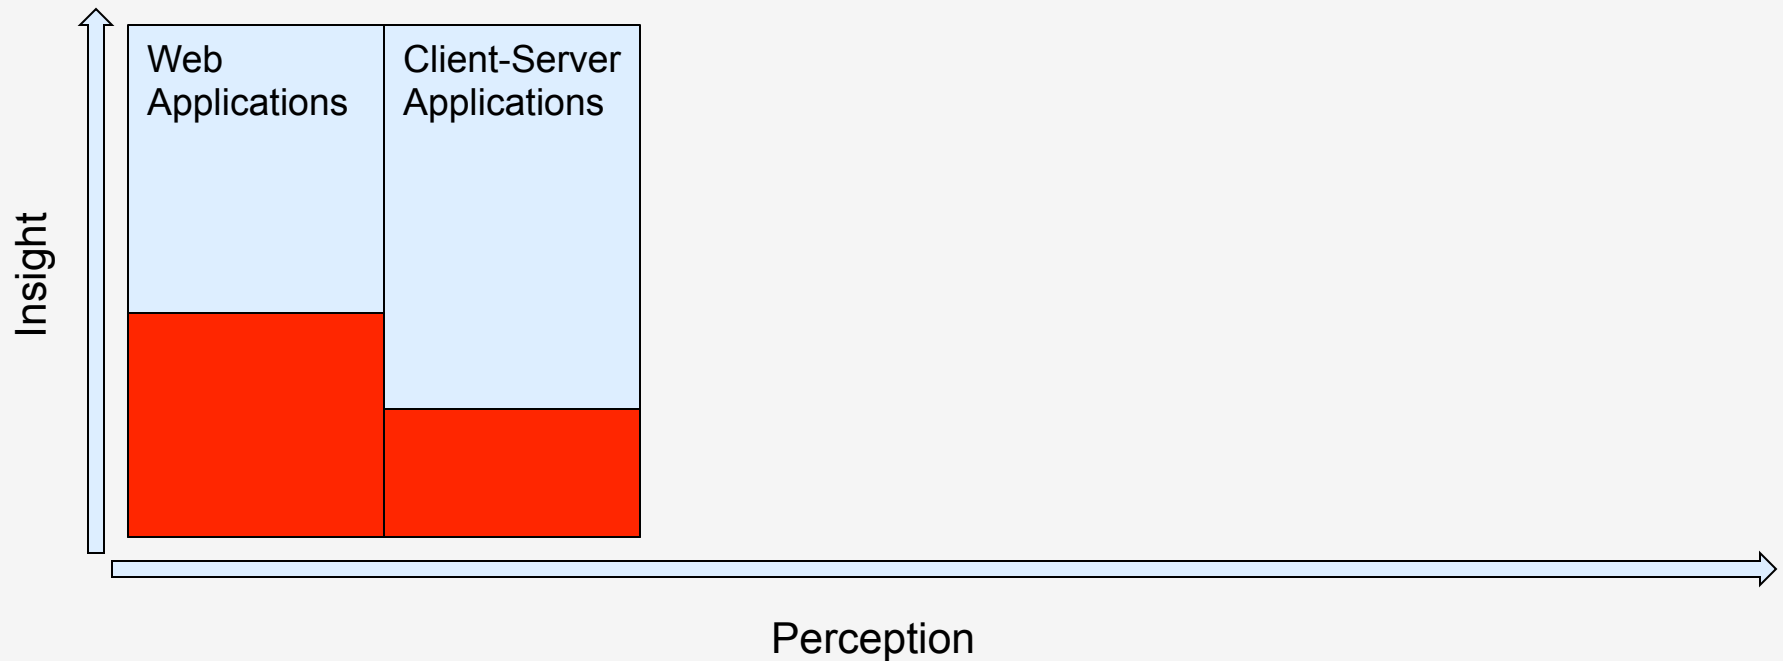 Web
Applications
Client-Server
Applications
Insight
Perception